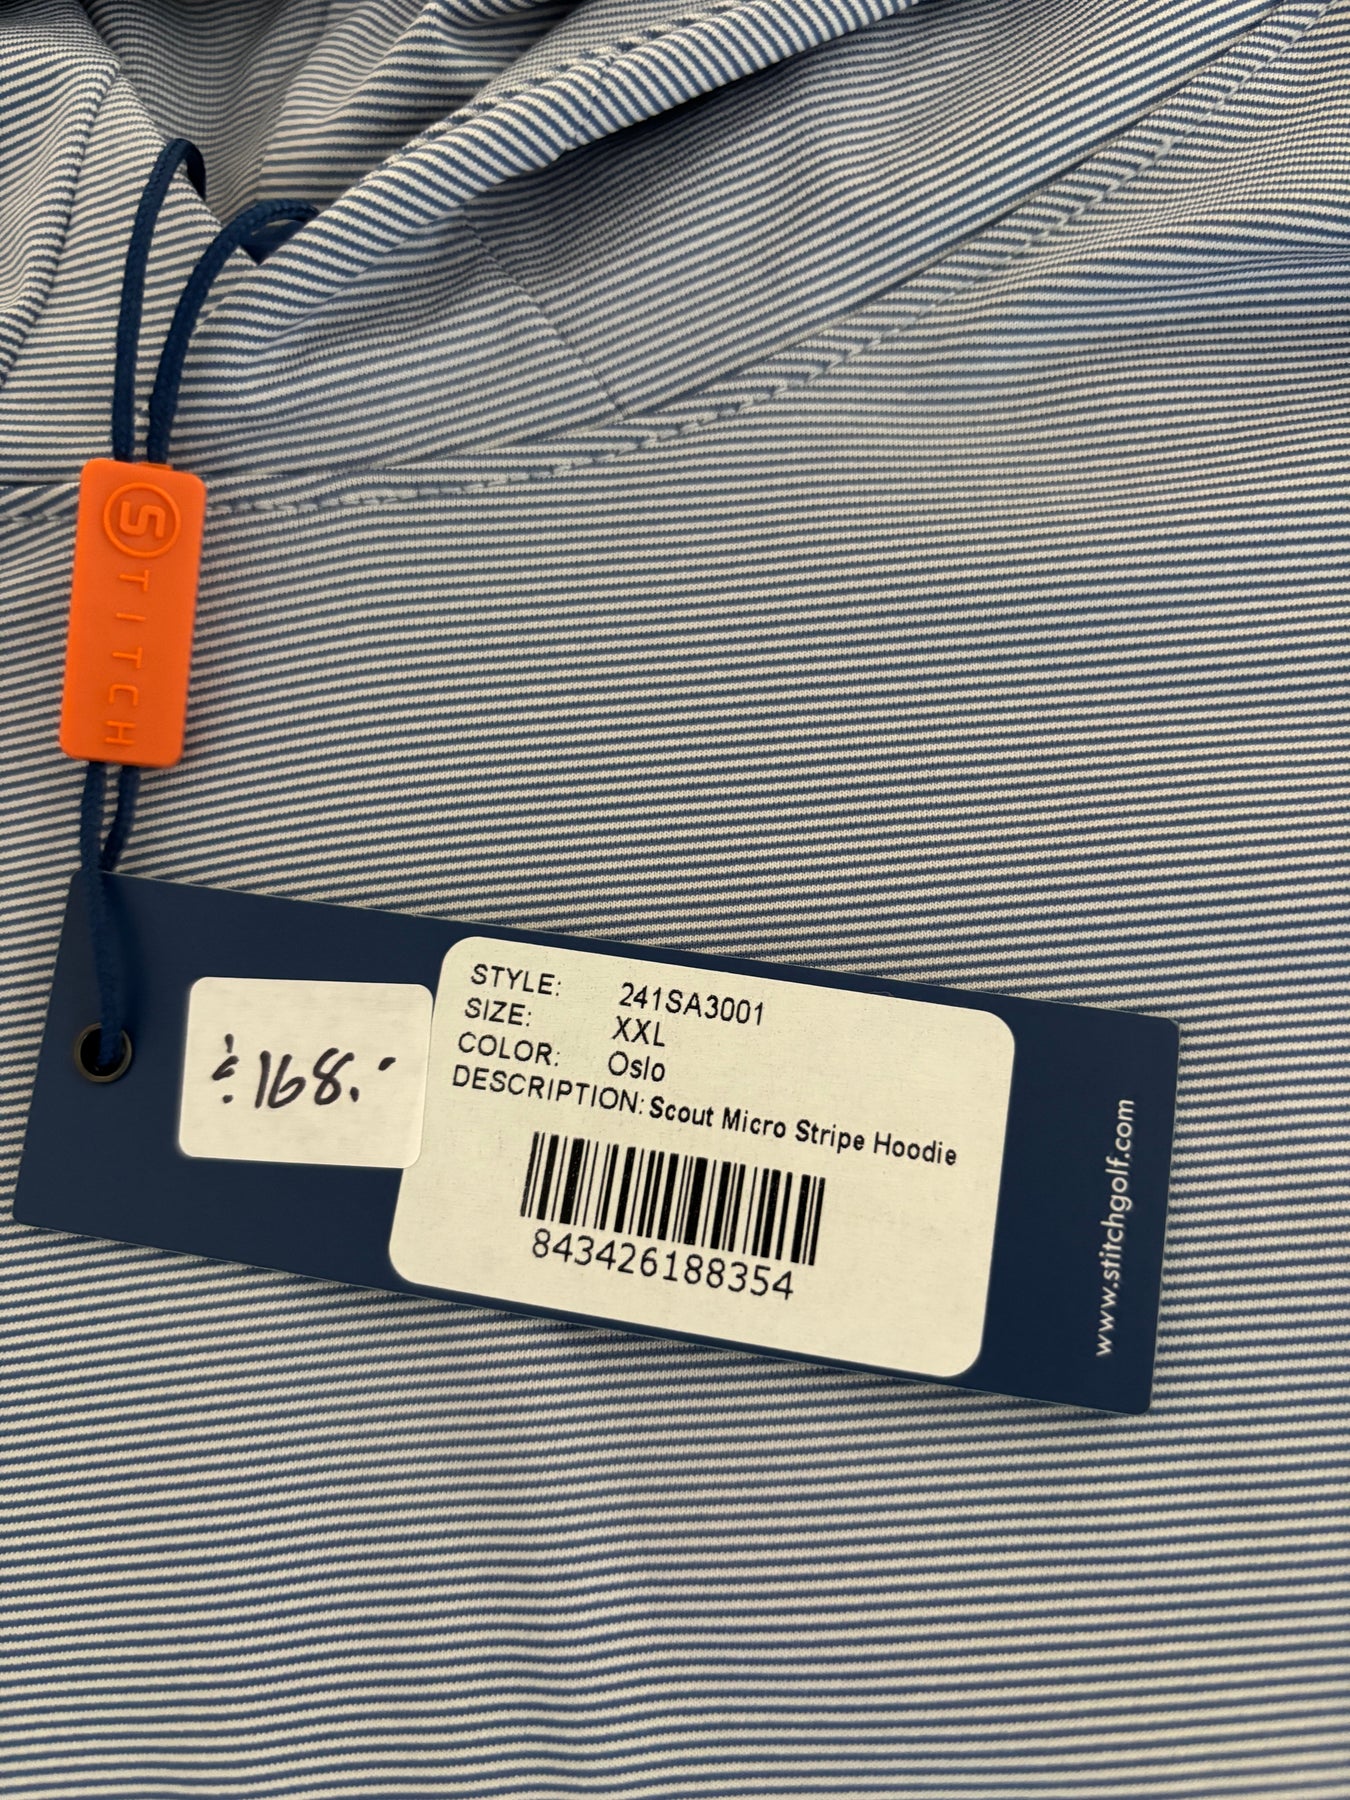 STITCH
$168.-
STYLE: 241SA3001
SIZE: XXL
COLOR: Oslo
DESCRIPTION: Scout Micro Stripe Hoodie
843426188354
www.stitchgolf.com